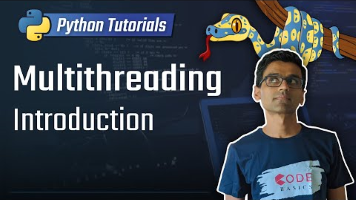 Python Tutorials
Multithreading
Introduction
CODE
BASICS